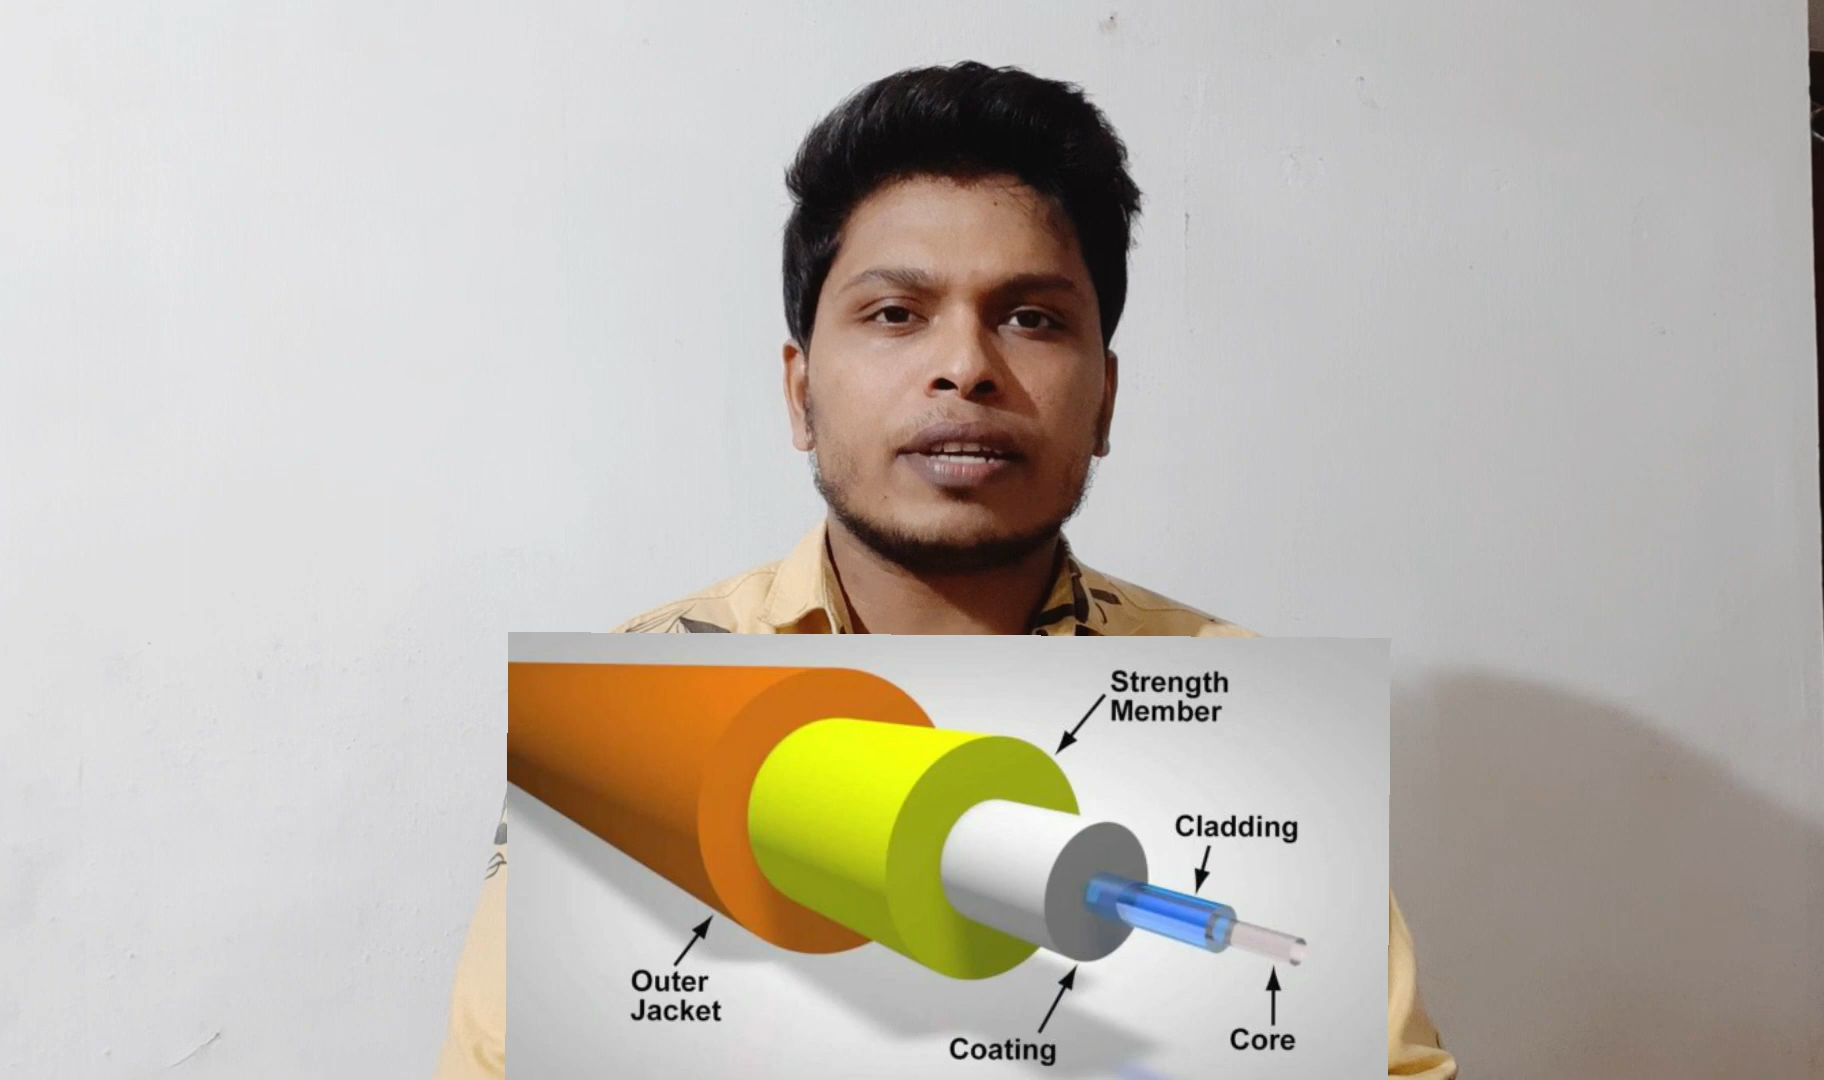 Strength
Member
Cladding
Outer
Jacket
Coating
Core